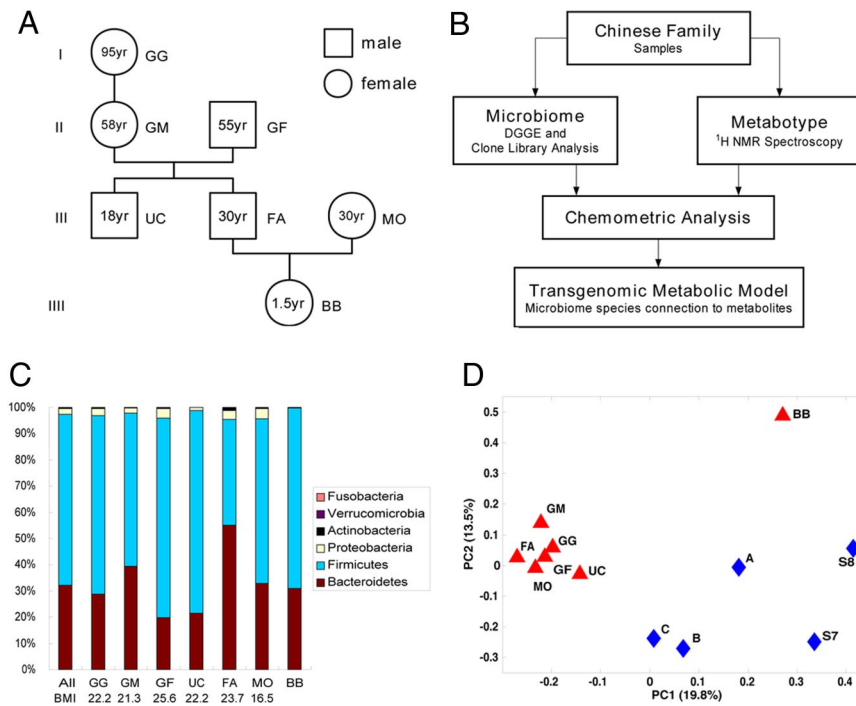 A
I
95yr
GG
male
female
II
58yr
GM
55yr
GF
III
18yr
UC
30yr
FA
30yr
MO
IIII
1.5yr
BB
B
Chinese Family
Samples
Microbiome
DGGE and
Clone Library Analysis
Metabotype
¹H NMR Spectroscopy
Chemometric Analysis
Transgenomic Metabolic Model
Microbiome species connection to metabolites
C
100%
90%
80%
70%
60%
50%
40%
30%
20%
10%
0%
Fusobacteria
Verrucomicrobia
Actinobacteria
Proteobacteria
Firmicutes
Bacteroidetes
All GG GM GF UC FA MO BB
BMI 22.2 21.3 25.6 22.2 23.7 16.5
D
PC2 (13.5%)
0.5
0.4
0.3
0.2
0.1
0
-0.1
-0.2
-0.3
BB
GM
FA
GG
GF
UC
MO
A
S8
C
B
S7
-0.2 -0.1 0 0.1 0.2 0.3 0.4
PC1 (19.8%)